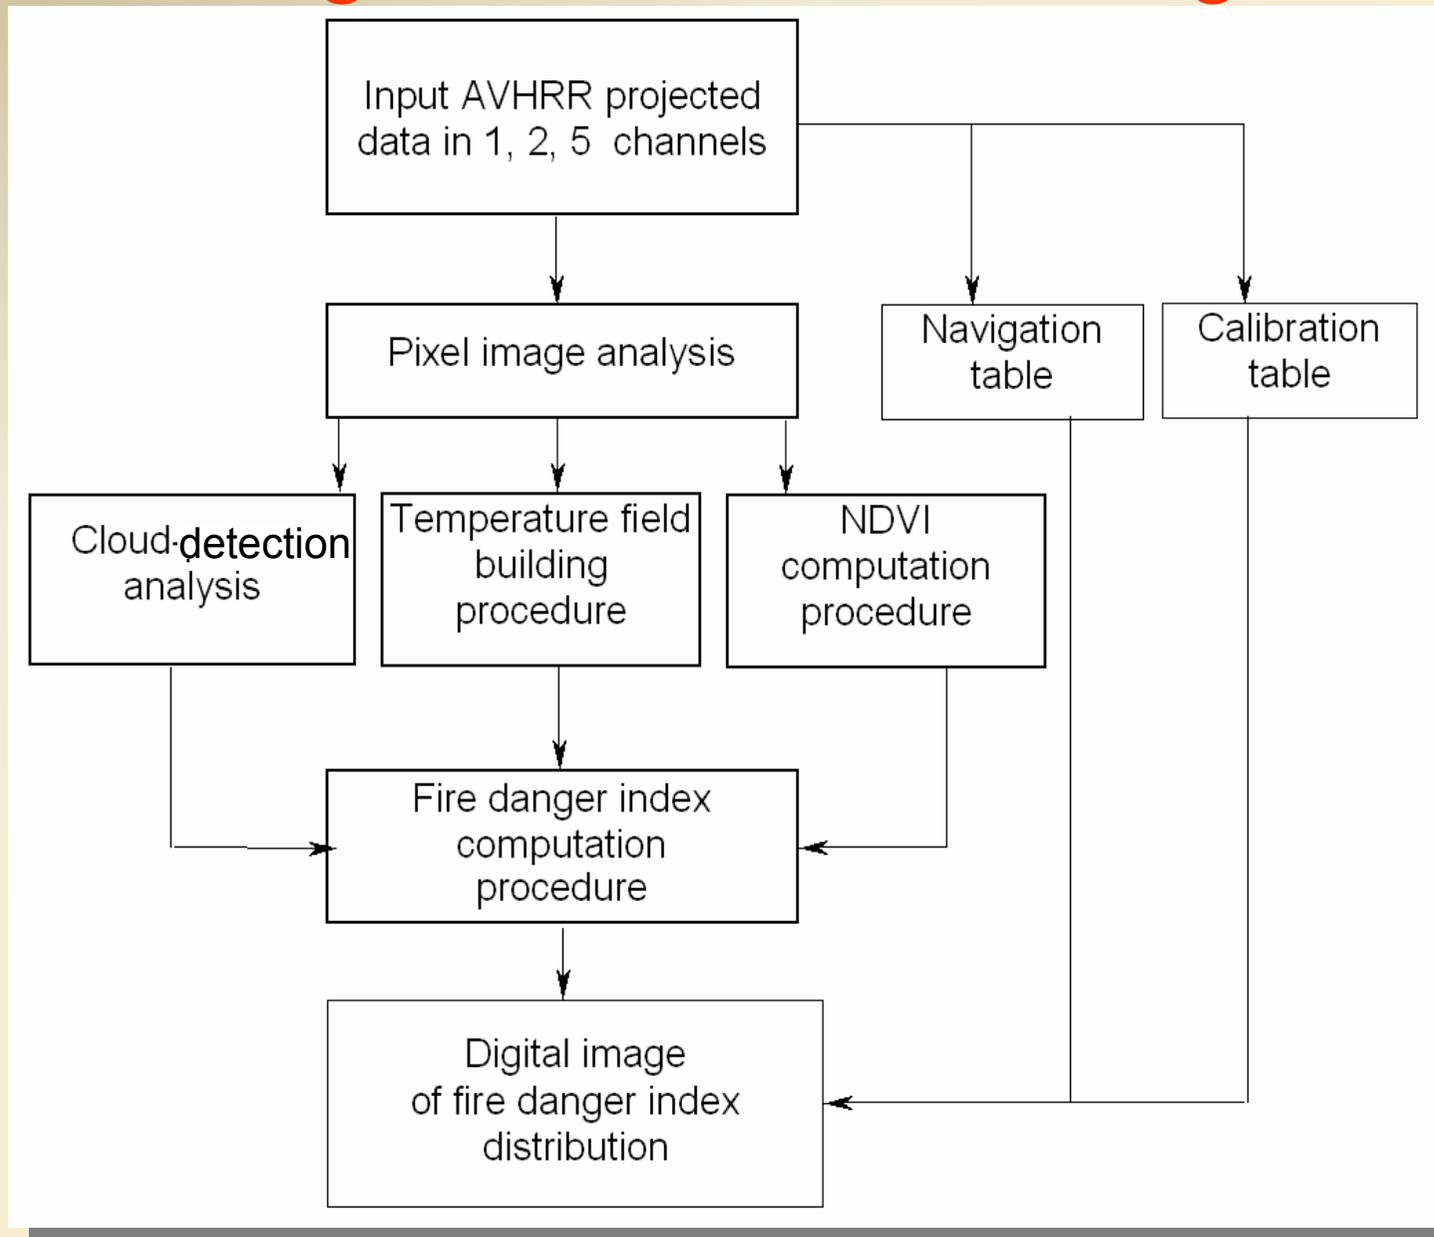 Input AVHRR projected
data in 1, 2, 5 channels
Pixel image analysis
Navigation
table
Calibration
table
Cloud-detection
analysis
Temperature field
building
procedure
NDVI
computation
procedure
Fire danger index
computation
procedure
Digital image
of fire danger index
distribution